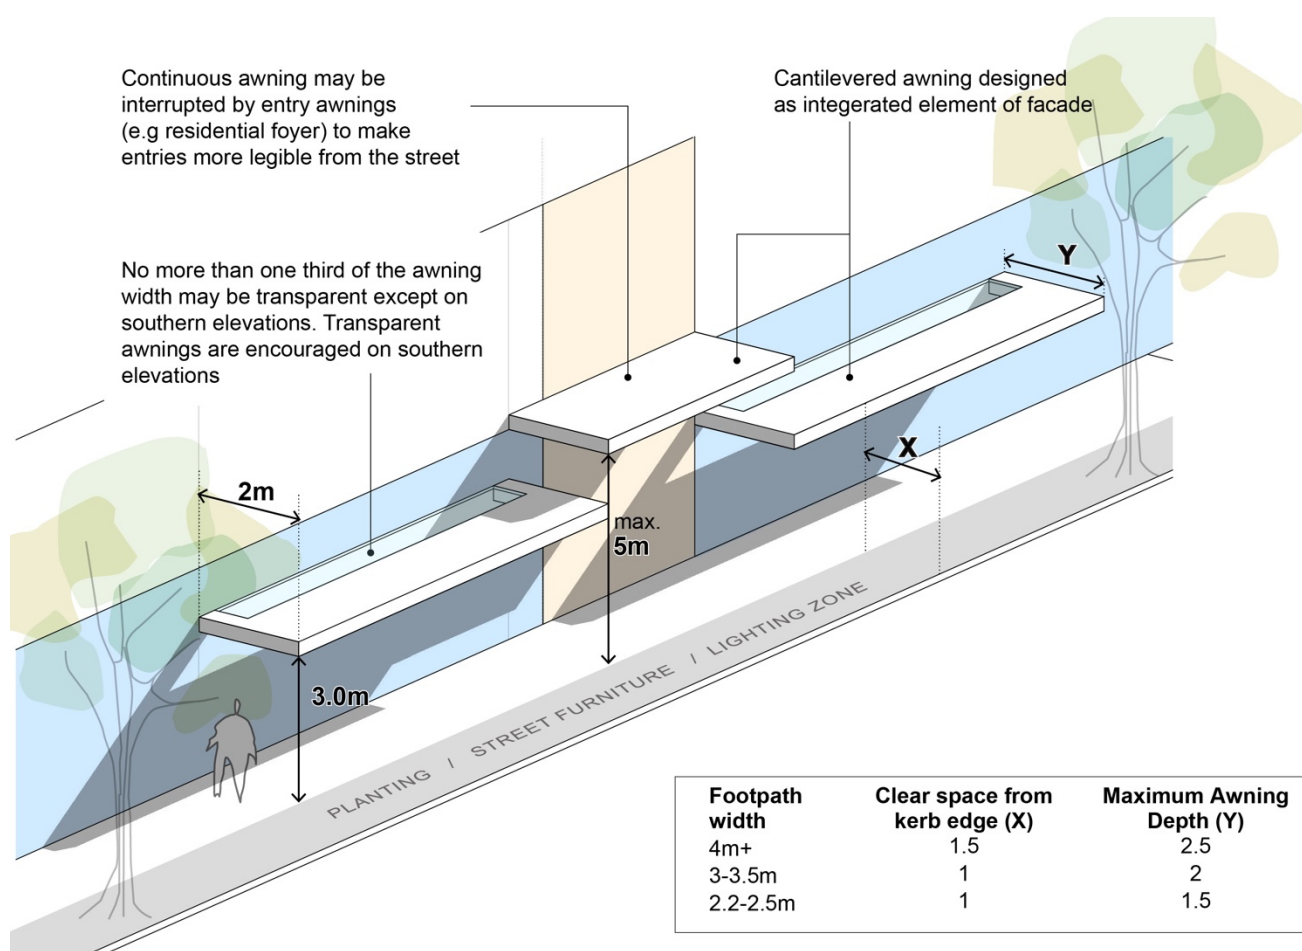 Continuous awning may be
interrupted by entry awnings
(e.g residential foyer) to make
entries more legible from the street
Cantilevered awning designed
as integerated element of facade
No more than one third of the awning
width may be transparent except on
southern elevations. Transparent
awnings are encouraged on southern
elevations
Y
X
2m
max.
5m
3.0m
PLANTING / STREET FURNITURE / LIGHTING ZONE
Footpath width Clear space from kerb edge (X) Maximum Awning Depth (Y)
4m+ 1.5 2.5
3-3.5m 1 2
2.2-2.5m 1 1.5